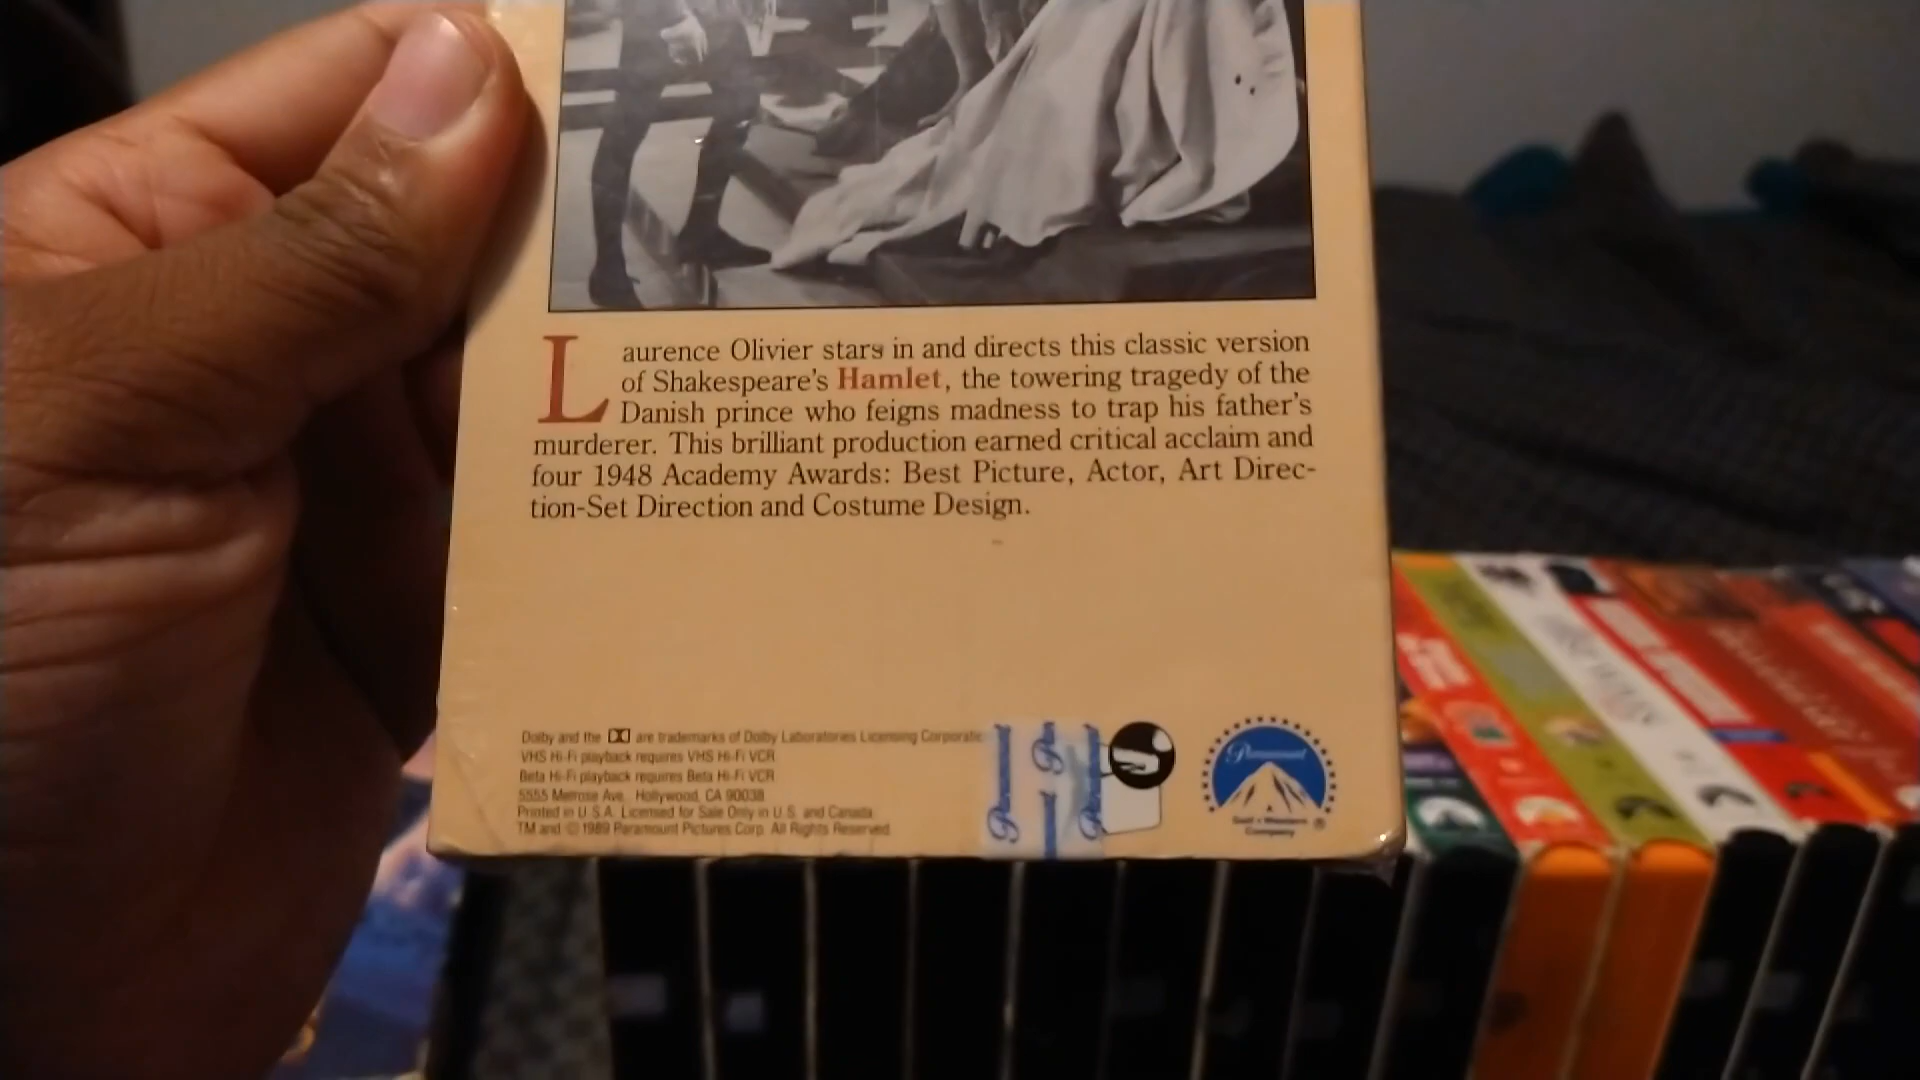 Laurence Olivier stars in and directs this classic version
of Shakespeare's Hamlet, the towering tragedy of the
Danish prince who feigns madness to trap his father's
murderer. This brilliant production earned critical acclaim and
four 1948 Academy Awards: Best Picture, Actor, Art Direc-
tion-Set Direction and Costume Design.
Dolby and the are trademarks of Dolby Laboratories Licensing Corporatio
VHS Hi-Fi playback requires VHS Hi-Fi VCR
Beta Hi-Fi playback requires Beta Hi-Fi VCR
5555 Melrose Ave. Hollywood, CA 90038
Printed in U.S.A. Licensed for Sale Only in U.S. and Canada.
TM and © 1989 Paramount Pictures Corp. All Rights Reserved.
Paramount
Paramount
S
Paramount
Gulf + Western
Company
®